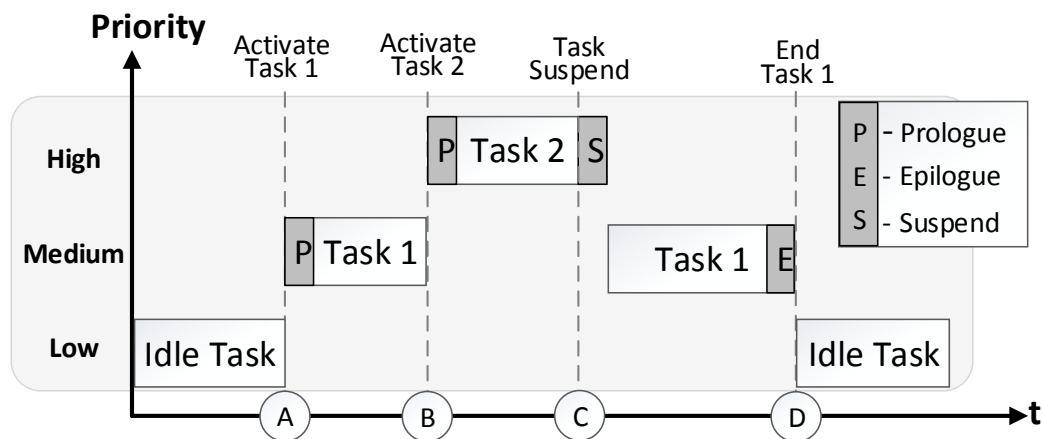 Priority
Activate
Task 1
Activate
Task 2
Task
Suspend
End
Task 1
High
P Task 2 S
P - Prologue
E - Epilogue
S - Suspend
Medium
P Task 1
Task 1 E
Low
Idle Task
Idle Task
A
B
C
D
t